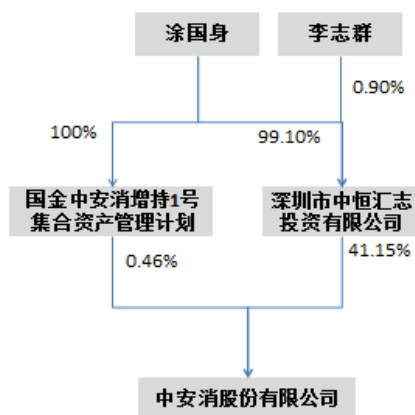 涂国身
李志群
0.90%
100%
99.10%
国金中安消增持1号
集合资产管理计划
深圳市中恒汇志
投资有限公司
0.46%
41.15%
中安消股份有限公司